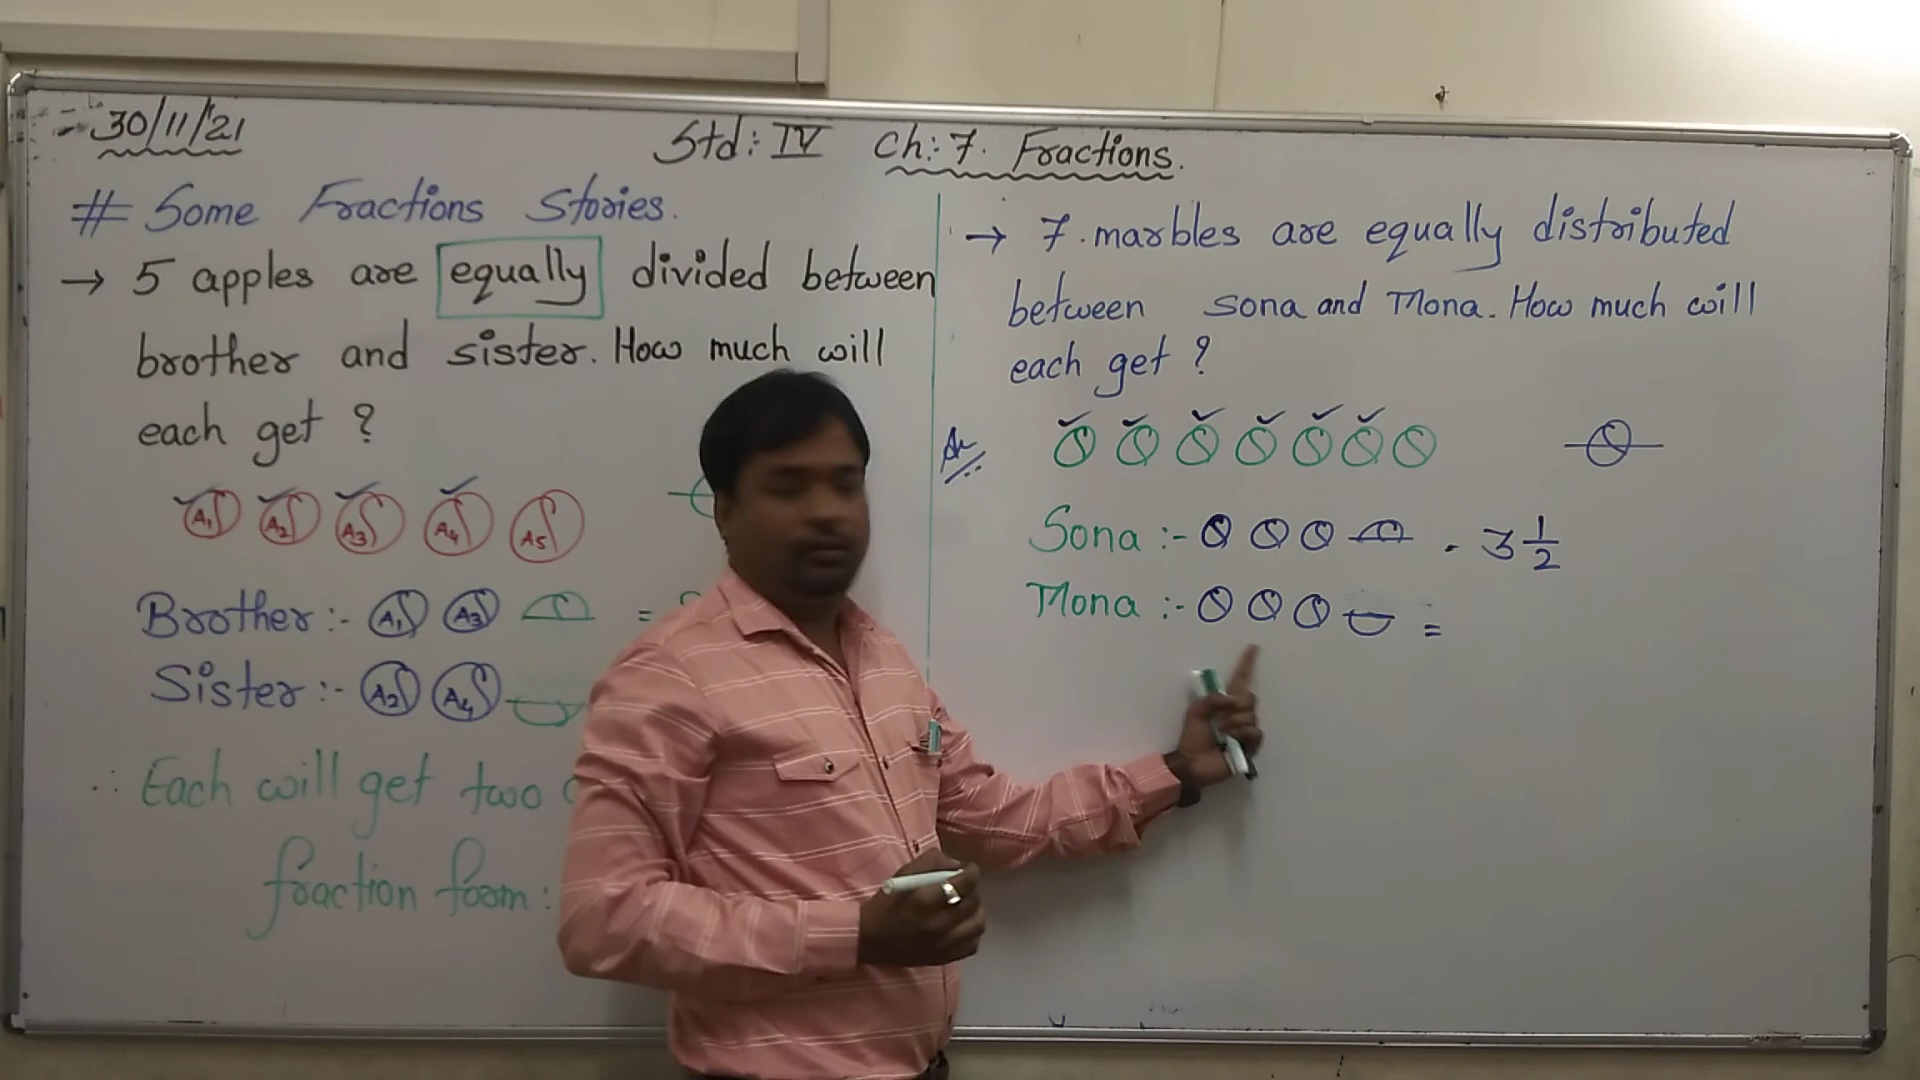 30/11/21
Std: IV Ch: 7. Fractions.
# Some Fractions Stories.
→ 5 apples are equally divided between
brother and sister. How much will
each get ?
A1 A2 A3 A4 A5
Brother :- A1 A3 =
Sister :- A2 A4
∴ Each will get two
fraction form :
→ 7. marbles are equally distributed
between Sona and Mona. How much will
each get ?
Sona :- . 3 1/2
Mona :- =